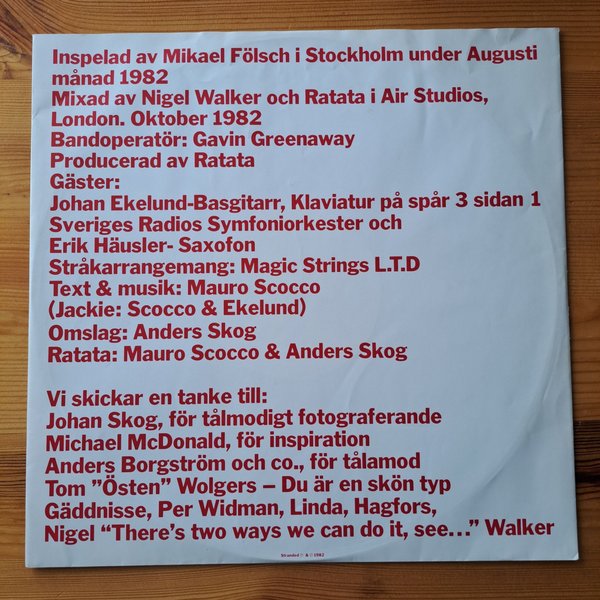 Inspelad av Mikael Fölsch i Stockholm under Augusti
månad 1982
Mixad av Nigel Walker och Ratata i Air Studios,
London. Oktober 1982
Bandoperatör: Gavin Greenaway
Producerad av Ratata
Gäster:
Johan Ekelund-Basgitarr, Klaviatur på spår 3 sidan 1
Sveriges Radios Symfoniorkester och
Erik Häusler- Saxofon
Stråkarrangemang: Magic Strings L.T.D
Text & musik: Mauro Scocco
(Jackie: Scocco & Ekelund)
Omslag: Anders Skog
Ratata: Mauro Scocco & Anders Skog
Vi skickar en tanke till:
Johan Skog, för tålmodigt fotograferande
Michael McDonald, för inspiration
Anders Borgström och co., för tålamod
Tom ”Östen” Wolgers – Du är en skön typ
Gäddnisse, Per Widman, Linda, Hagfors,
Nigel “There’s two ways we can do it, see...” Walker
Stranded ℗ & © 1982